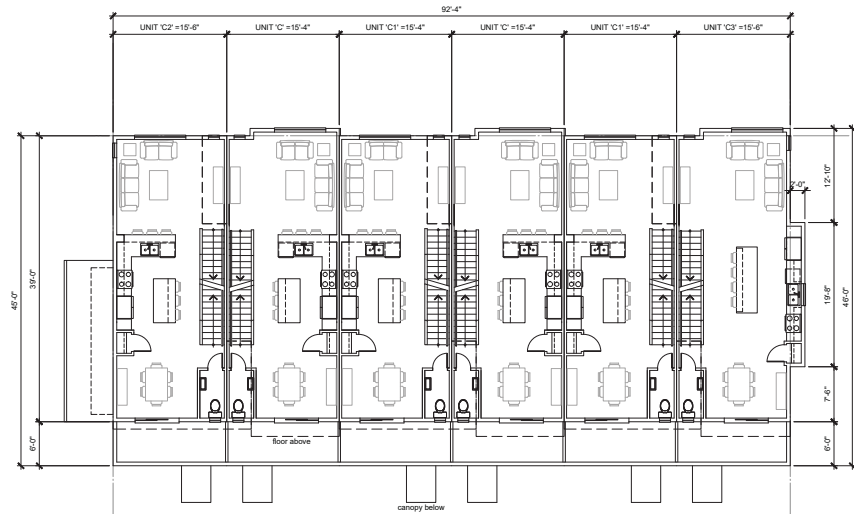 92'-4"
UNIT 'C2' =15'-6"
UNIT 'C' =15'-4"
UNIT 'C1' =15'-4"
UNIT 'C' =15'-4"
UNIT 'C1' =15'-4"
UNIT 'C3' =15'-6"
45'-0"
39'-0"
6'-0"
2'-0"
12'-10"
19'-8"
7'-6"
6'-0"
46'-0"
floor above
canopy below